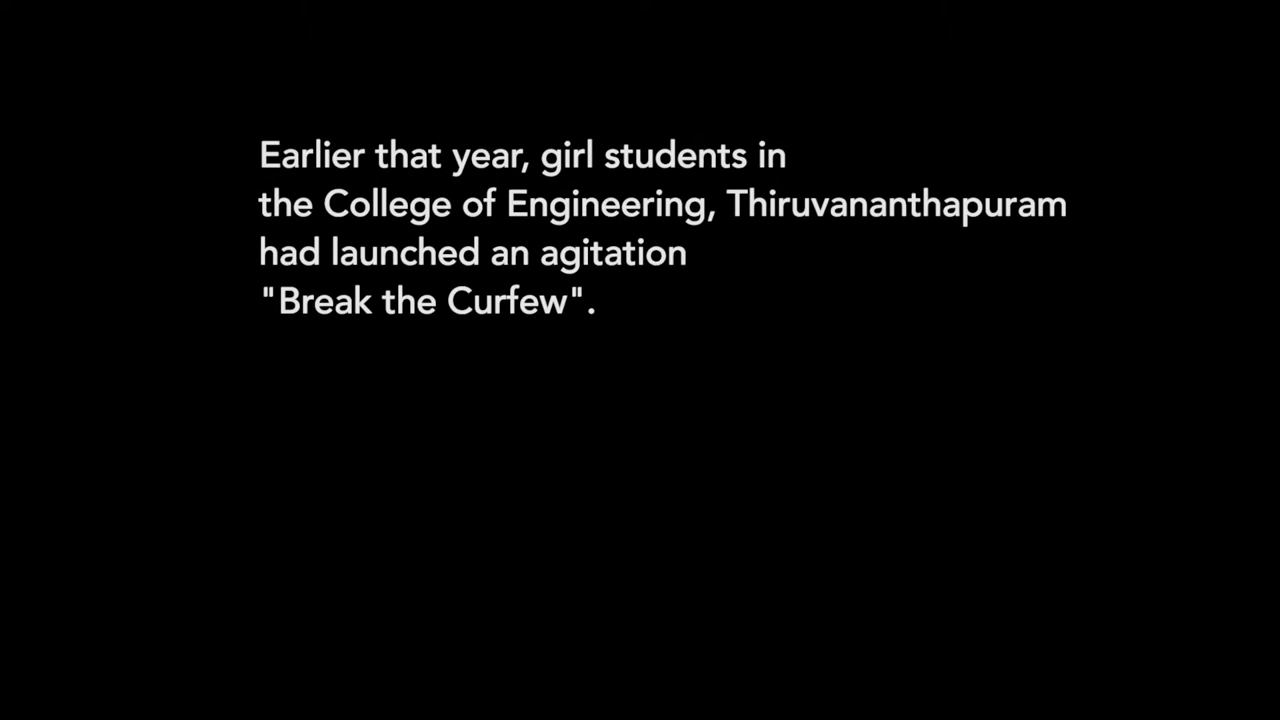 Earlier that year, girl students in
the College of Engineering, Thiruvananthapuram
had launched an agitation
"Break the Curfew".